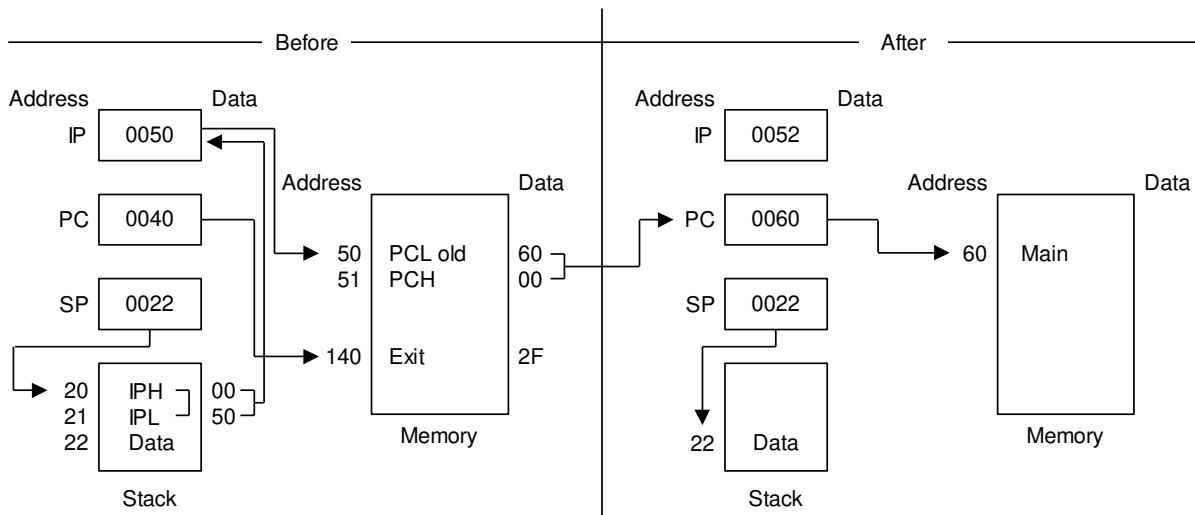 Before
Address Data
IP 0050
Address Data
PC 0040
50 PCL old 60
51 PCH 00
SP 0022
140 Exit 2F
20 IPH 00
21 IPL 50
22 Data
Memory
Stack
After
Address Data
IP 0052
Address Data
PC 0060
60 Main
SP 0022
22 Data
Memory
Stack